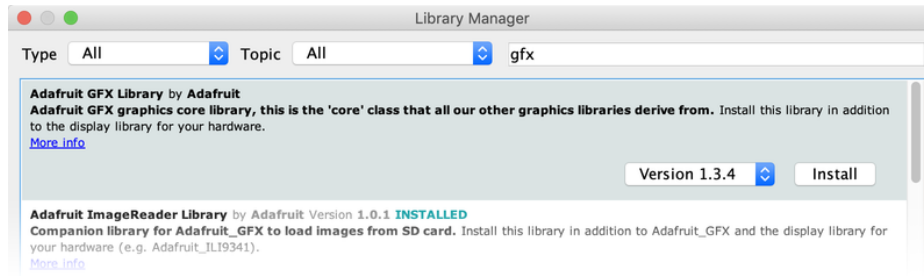 Library Manager
Type All Topic All gfx
Adafruit GFX Library by Adafruit
Adafruit GFX graphics core library, this is the 'core' class that all our other graphics libraries derive from. Install this library in addition
to the display library for your hardware.
More info
Version 1.3.4 Install
Adafruit ImageReader Library by Adafruit Version 1.0.1 INSTALLED
Companion library for Adafruit_GFX to load images from SD card. Install this library in addition to Adafruit_GFX and the display library for
your hardware (e.g. Adafruit_ILI9341).
More info